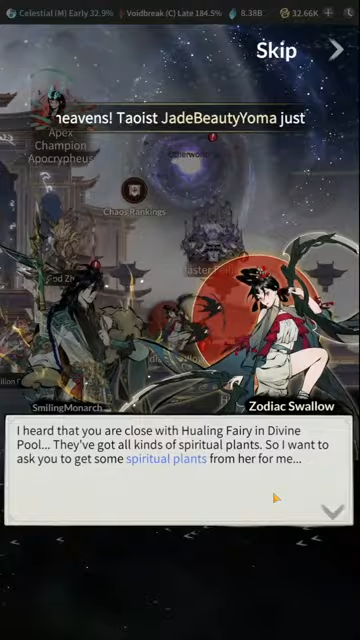 Celestial (M) Early 32.9%
Voidbreak (C) Late 184.5%
8.38B
32.66K
Skip
heavens! Taoist JadeBeautyYoma just
Apex
Champion
Apocryphes
Otherworld
Chaos Rankings
SmilingMonarch
Zodiac Swallow
I heard that you are close with Hualing Fairy in Divine
Pool... They've got all kinds of spiritual plants. So I want to
ask you to get some spiritual plants from her for me...